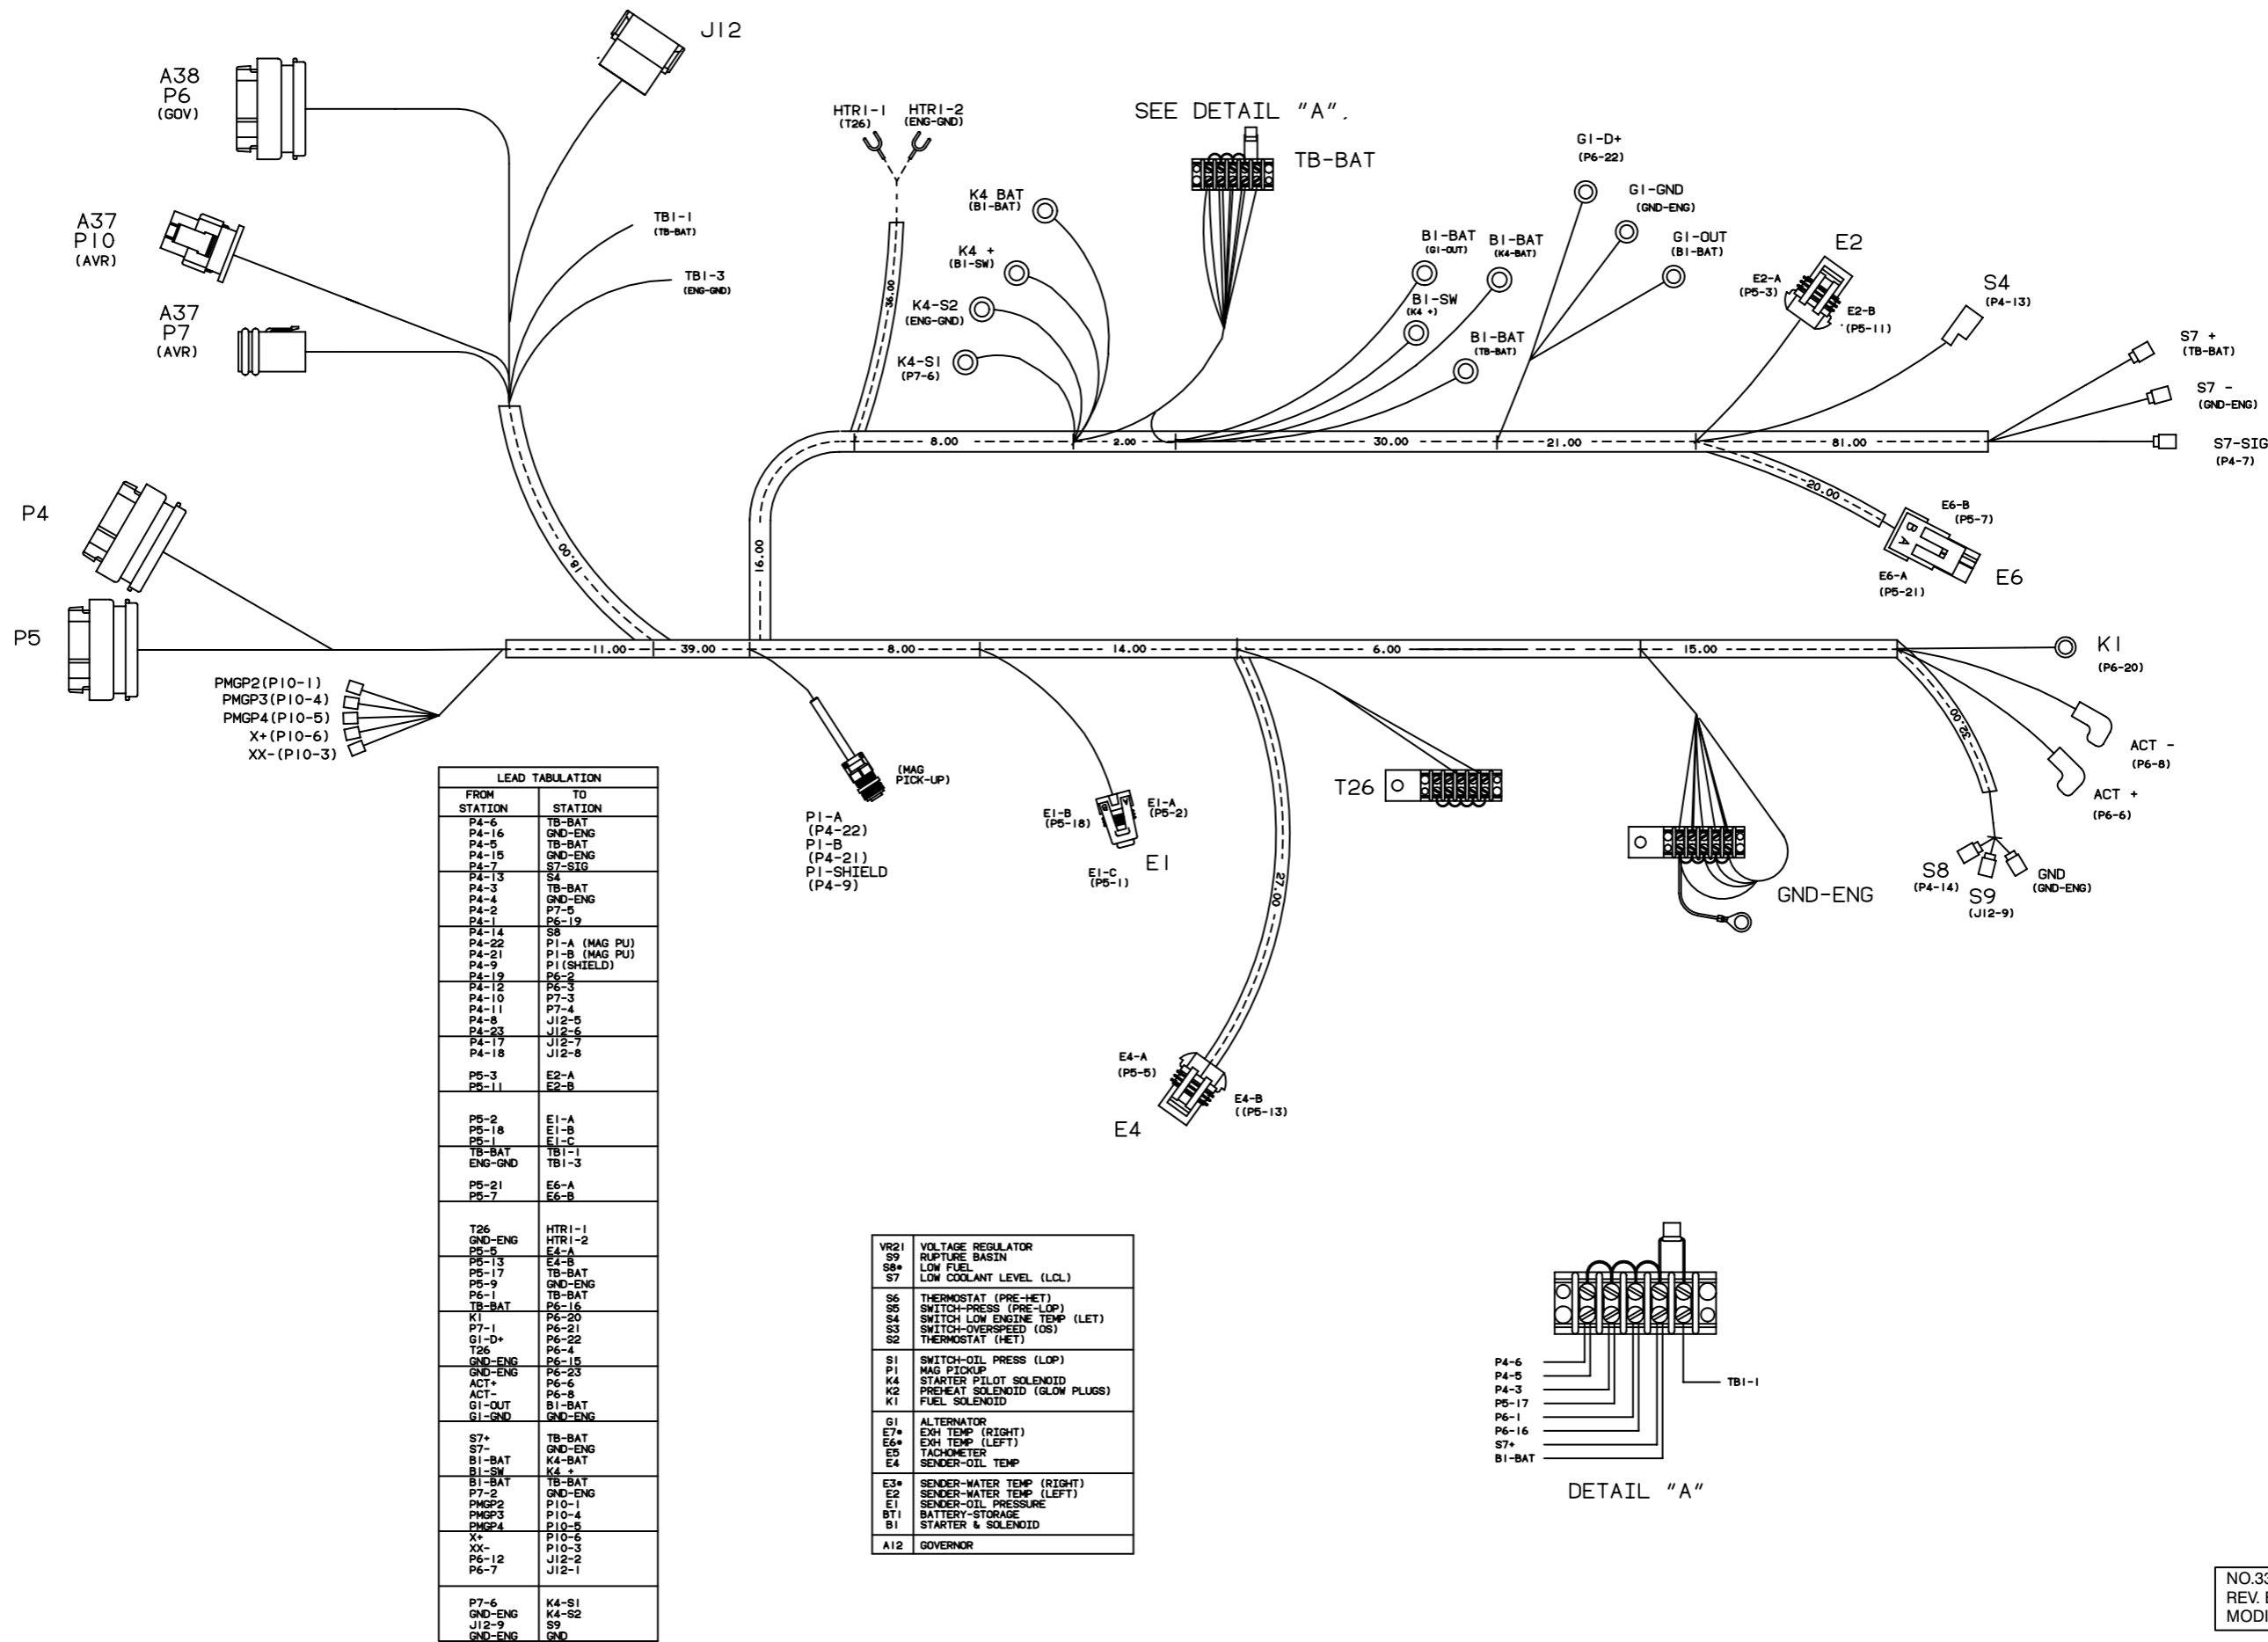 J12
A38
P6
(GOV)
HTR1-1
(T26)
HTR1-2
(ENG-GND)
SEE DETAIL "A".
TB-BAT
G1-D+
(P6-22)
G1-GND
(GND-ENG)
G1-OUT
(B1-BAT)
K4 BAT
(B1-BAT)
K4 +
(B1-SW)
K4-S2
(ENG-GND)
K4-S1
(P7-6)
A37
P10
(AVR)
TB1-1
(TB-BAT)
TB1-3
(ENG-GND)
A37
P7
(AVR)
B1-BAT
(G1-OUT)
B1-BAT
(K4-BAT)
B1-SW
(K4 +)
B1-BAT
(TB-BAT)
E2
E2-A
(P5-3)
E2-B
(P5-11)
S4
(P4-13)
S7 +
(TB-BAT)
S7 -
(GND-ENG)
S7-SIG
(P4-7)
36.00
8.00
2.00
30.00
21.00
81.00
20.00
E6-B
(P5-7)
B A
E6-A
(P5-21)
E6
P4
18.00
16.00
P5
11.00
39.00
8.00
14.00
6.00
15.00
K1
(P6-20)
PMGP2(P10-1)
PMGP3(P10-4)
PMGP4(P10-5)
X+(P10-6)
XX-(P10-3)
32.00
ACT -
(P6-8)
ACT +
(P6-6)
(MAG
PICK-UP)
P1-A
(P4-22)
P1-B
(P4-21)
P1-SHIELD
(P4-9)
E1-B
(P5-18)
E1-A
(P5-2)
E1
E1-C
(P5-1)
T26
27.00
GND-ENG
S8
(P4-14)
S9
(J12-9)
GND
(GND-ENG)
E4-A
(P5-5)
E4-B
((P5-13)
E4
LEAD TABULATION
FROM STATION TO STATION
P4-6 TB-BAT
P4-16 GND-ENG
P4-5 TB-BAT
P4-15 GND-ENG
P4-7 S7-SIG
P4-13 S4
P4-3 TB-BAT
P4-4 GND-ENG
P4-2 P7-5
P4-1 P6-19
P4-14 S8
P4-22 P1-A (MAG PU)
P4-21 P1-B (MAG PU)
P4-9 P1(SHIELD)
P4-19 P6-2
P4-12 P6-3
P4-10 P7-3
P4-11 P7-4
P4-8 J12-5
P4-23 J12-6
P4-17 J12-7
P4-18 J12-8
P5-3 E2-A
P5-11 E2-B
P5-2 E1-A
P5-18 E1-B
P5-1 E1-C
TB-BAT TB1-1
ENG-GND TB1-3
P5-21 E6-A
P5-7 E6-B
T26 HTR1-1
GND-ENG HTR1-2
P5-5 E4-A
P5-13 E4-B
P5-17 TB-BAT
P5-9 GND-ENG
P6-1 TB-BAT
TB-BAT P6-16
K1 P6-20
P7-1 P6-21
G1-D+ P6-22
T26 P6-4
GND-ENG P6-15
GND-ENG P6-23
ACT+ P6-6
ACT- P6-8
G1-OUT B1-BAT
G1-GND GND-ENG
S7+ TB-BAT
S7- GND-ENG
B1-BAT K4-BAT
B1-SW K4 +
B1-BAT TB-BAT
P7-2 GND-ENG
PMGP2 P10-1
PMGP3 P10-4
PMGP4 P10-5
X+ P10-6
XX- P10-3
P6-12 J12-2
P6-7 J12-1
P7-6 K4-S1
GND-ENG K4-S2
J12-9 S9
GND-ENG GND
VR21 VOLTAGE REGULATOR
S9 RUPTURE BASIN
S8• LOW FUEL
S7 LOW COOLANT LEVEL (LCL)
S6 THERMOSTAT (PRE-HET)
S5 SWITCH-PRESS (PRE-LOP)
S4 SWITCH LOW ENGINE TEMP (LET)
S3 SWITCH-OVERSPEED (OS)
S2 THERMOSTAT (HET)
S1 SWITCH-OIL PRESS (LOP)
P1 MAG PICKUP
K4 STARTER PILOT SOLENOID
K2 PREHEAT SOLENOID (GLOW PLUGS)
K1 FUEL SOLENOID
G1 ALTERNATOR
E7• EXH TEMP (RIGHT)
E6• EXH TEMP (LEFT)
E5 TACHOMETER
E4 SENDER-OIL TEMP
E3• SENDER-WATER TEMP (RIGHT)
E2 SENDER-WATER TEMP (LEFT)
E1 SENDER-OIL PRESSURE
BT1 BATTERY-STORAGE
B1 STARTER & SOLENOID
A12 GOVERNOR
P4-6
P4-5
P4-3
P5-17
P6-1
P6-16
S7+
B1-BAT
TB1-1
DETAIL "A"
NO.33
REV.
MODI